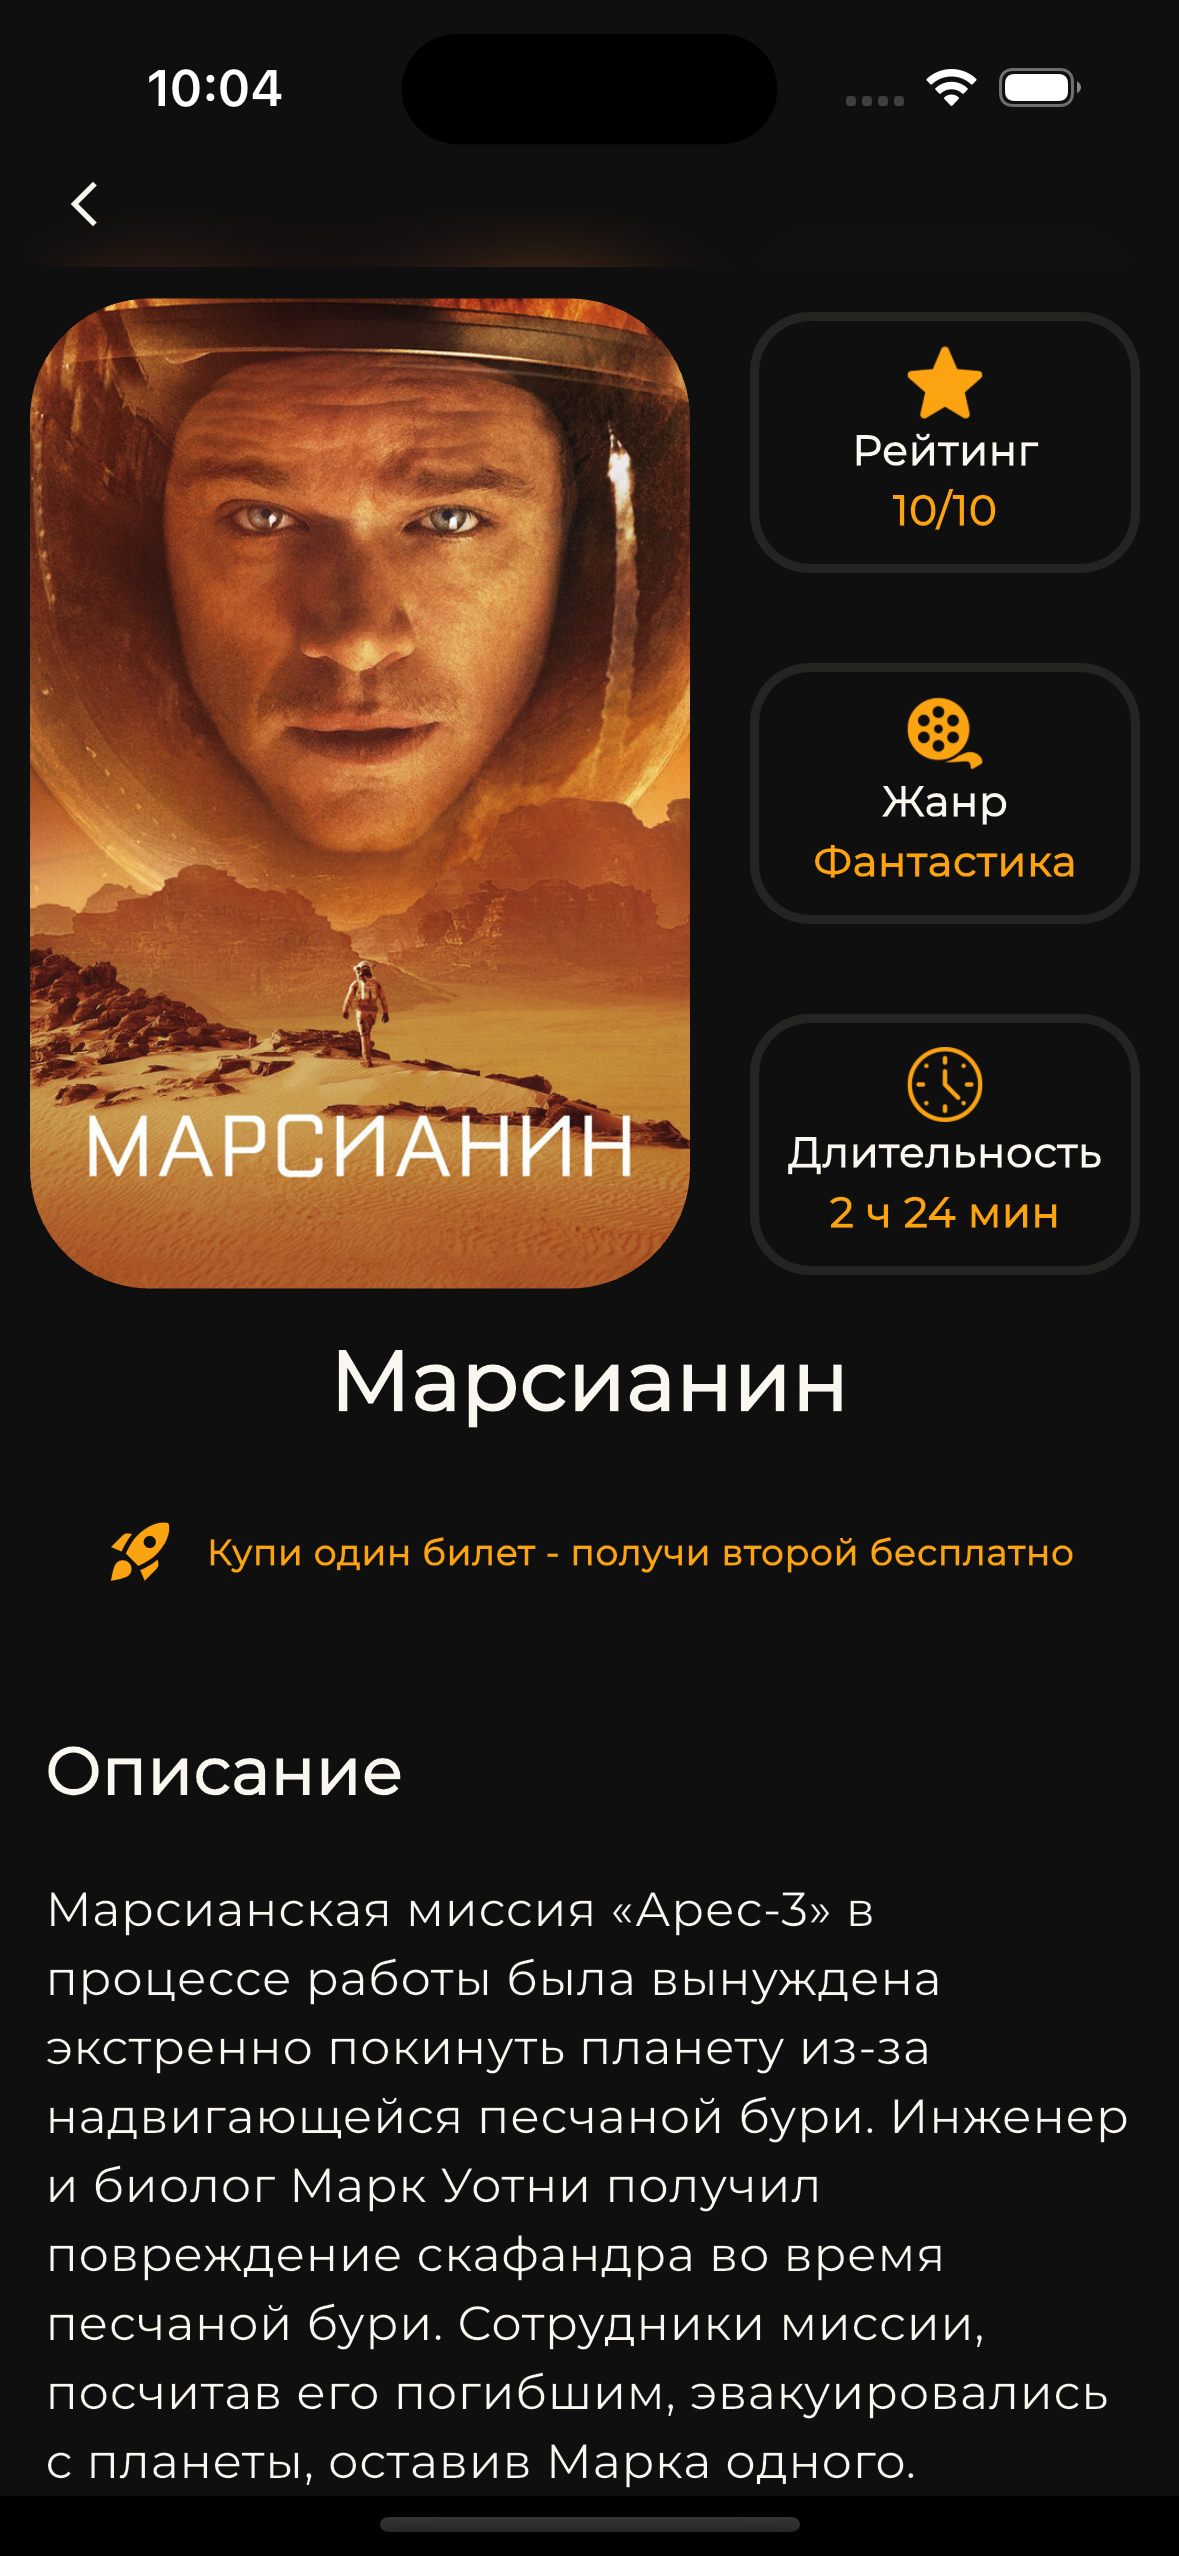 10:04
Рейтинг
10/10
Жанр
Фантастика
Длительность
2 ч 24 мин
МАРСИАНИН
Марсианин
Купи один билет - получи второй бесплатно
Описание
Марсианская миссия «Арес-3» в
процессе работы была вынуждена
экстренно покинуть планету из-за
надвигающейся песчаной бури. Инженер
и биолог Марк Уотни получил
повреждение скафандра во время
песчаной бури. Сотрудники миссии,
посчитав его погибшим, эвакуировались
с планеты, оставив Марка одного.